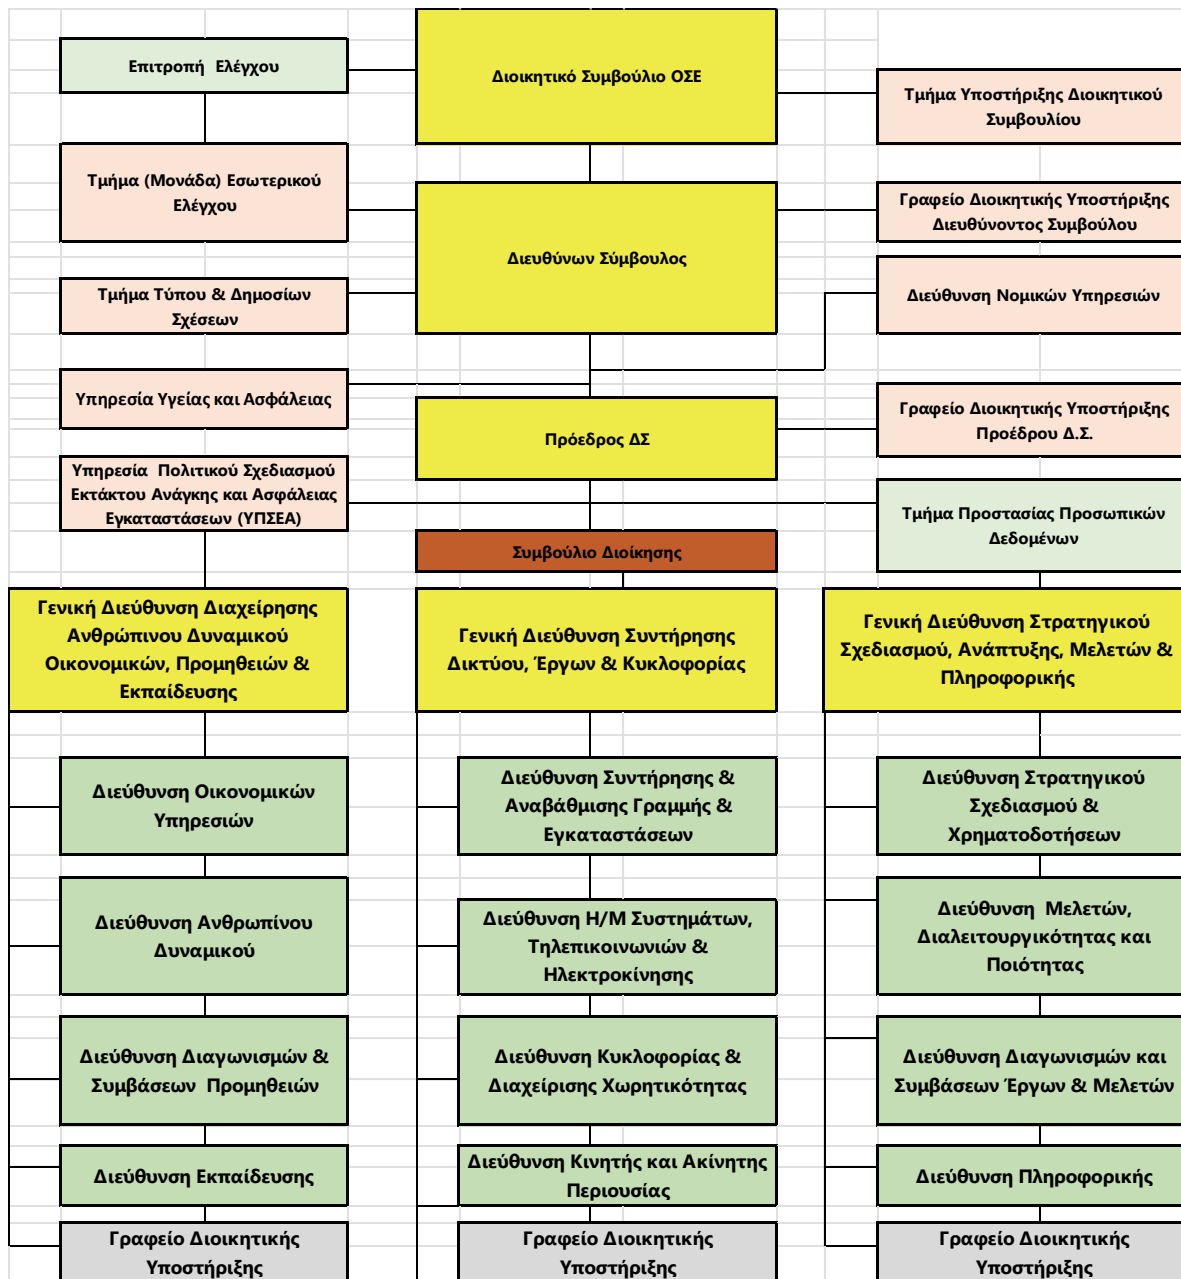 Επιτροπή Ελέγχου
Διοικητικό Συμβούλιο ΟΣΕ
Τμήμα Υποστήριξης Διοικητικού
Συμβουλίου
Τμήμα (Μονάδα) Εσωτερικού
Ελέγχου
Διευθύνων Σύμβουλος
Γραφείο Διοικητικής Υποστήριξης
Διευθύνοντος Συμβούλου
Τμήμα Τύπου & Δημοσίων
Σχέσεων
Διεύθυνση Νομικών Υπηρεσιών
Υπηρεσία Υγείας και Ασφάλειας
Πρόεδρος ΔΣ
Γραφείο Διοικητικής Υποστήριξης
Προέδρου Δ.Σ.
Υπηρεσία Πολιτικού Σχεδιασμού
Εκτάκτου Ανάγκης και Ασφάλειας
Εγκαταστάσεων (ΥΠΣΕΑ)
Συμβούλιο Διοίκησης
Τμήμα Προστασίας Προσωπικών
Δεδομένων
Γενική Διεύθυνση Διαχείρησης
Ανθρώπινου Δυναμικού
Οικονομικών, Προμηθειών &
Εκπαίδευσης
Γενική Διεύθυνση Συντήρησης
Δικτύου, Έργων & Κυκλοφορίας
Γενική Διεύθυνση Στρατηγικού
Σχεδιασμού, Ανάπτυξης, Μελετών &
Πληροφορικής
Διεύθυνση Οικονομικών
Υπηρεσιών
Διεύθυνση Συντήρησης &
Αναβάθμισης Γραμμής &
Εγκαταστάσεων
Διεύθυνση Στρατηγικού
Σχεδιασμού &
Χρηματοδοτήσεων
Διεύθυνση Ανθρωπίνου
Δυναμικού
Διεύθυνση Η/Μ Συστημάτων,
Τηλεπικοινωνιών &
Ηλεκτροκίνησης
Διεύθυνση Μελετών,
Διαλειτουργικότητας και
Ποιότητας
Διεύθυνση Διαγωνισμών &
Συμβάσεων Προμηθειών
Διεύθυνση Κυκλοφορίας &
Διαχείρισης Χωρητικότητας
Διεύθυνση Διαγωνισμών και
Συμβάσεων Έργων & Μελετών
Διεύθυνση Εκπαίδευσης
Διεύθυνση Κινητής και Ακίνητης
Περιουσίας
Διεύθυνση Πληροφορικής
Γραφείο Διοικητικής
Υποστήριξης
Γραφείο Διοικητικής
Υποστήριξης
Γραφείο Διοικητικής
Υποστήριξης